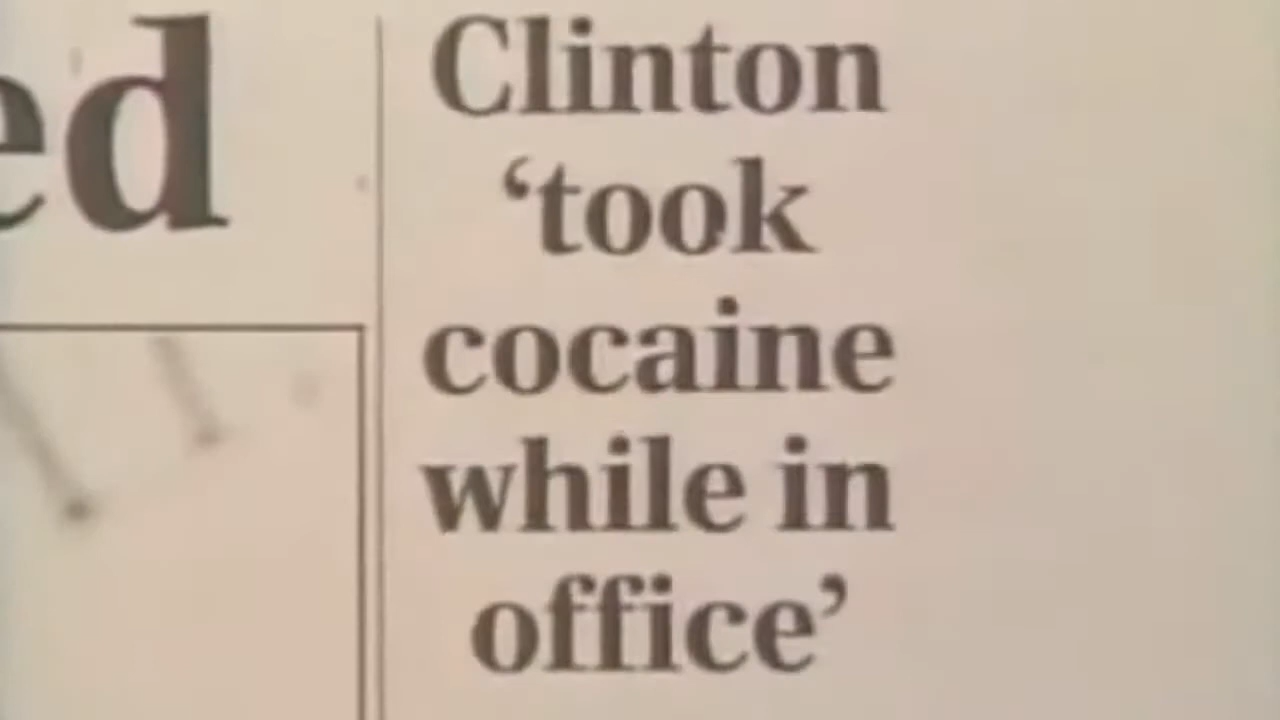 ed
Clinton
‘took
cocaine
while in
office’